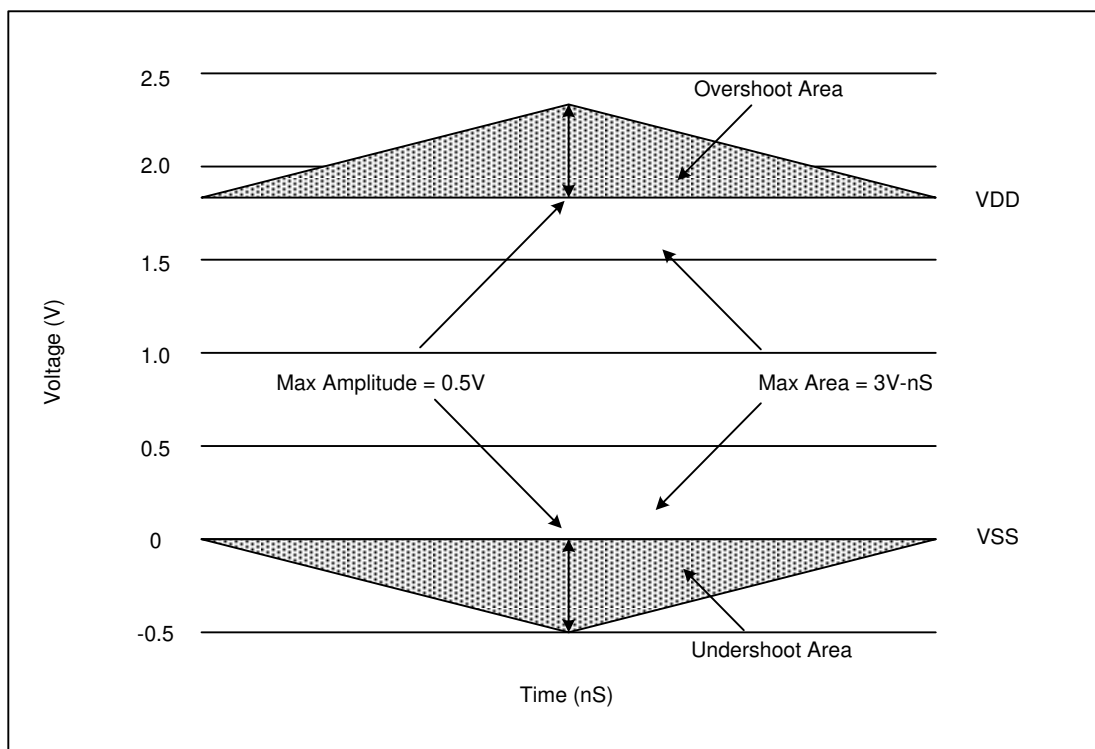 2.5
Overshoot Area
2.0
VDD
1.5
Voltage (V)
1.0
Max Amplitude = 0.5V
Max Area = 3V-nS
0.5
0
VSS
-0.5
Undershoot Area
Time (nS)